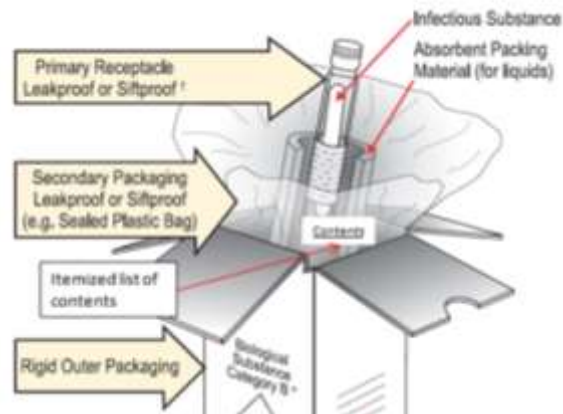 Infectious Substance
Absorbent Packing
Material (for liquids)
Primary Receptacle
Leakproof or Siftproof †
Secondary Packaging
Leakproof or Siftproof
(e.g, Sealed Plastic Bag)
Contents
Itemized list of
contents
Rigid Outer Packaging
Biological
Substance
Category B